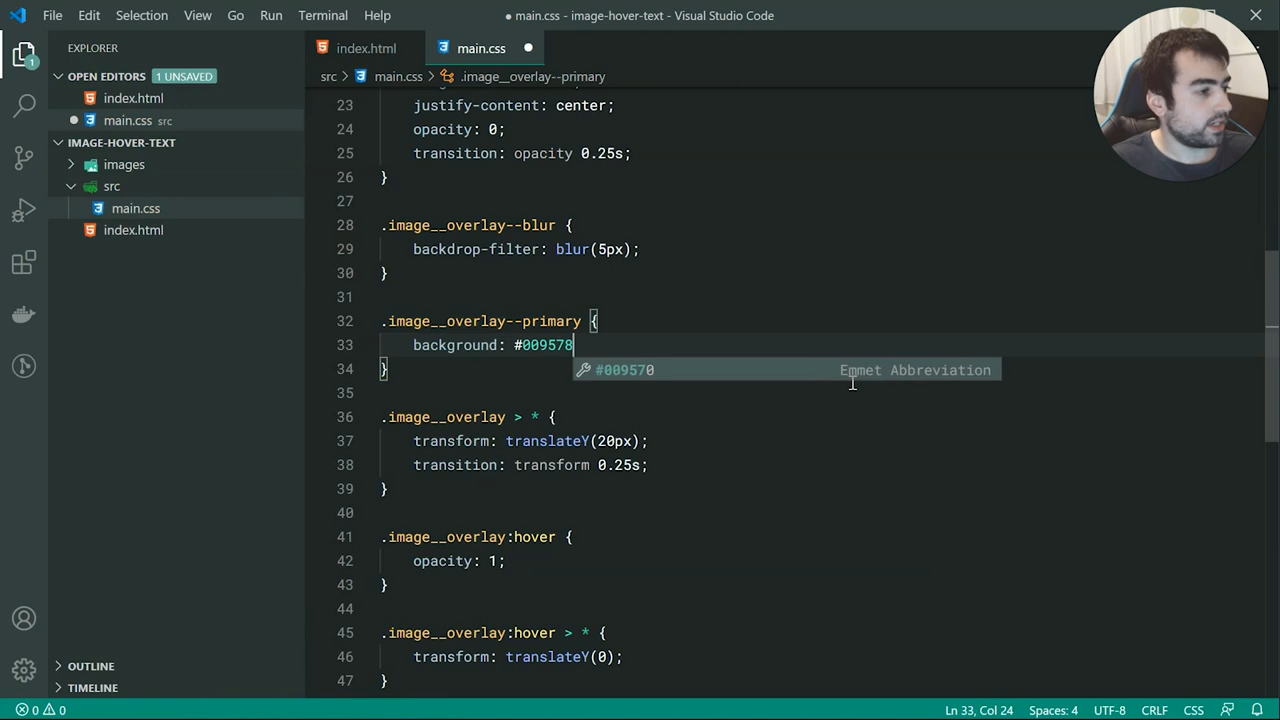 File Edit Selection View Go Run Terminal Help
● main.css - image-hover-text - Visual Studio Code
EXPLORER
OPEN EDITORS 1 UNSAVED
index.html
main.css src
IMAGE-HOVER-TEXT
images
src
main.css
index.html
OUTLINE
TIMELINE
index.html main.css
src > main.css > .image__overlay--primary
23 justify-content: center;
24 opacity: 0;
25 transition: opacity 0.25s;
26 }
27
28 .image__overlay--blur {
29 backdrop-filter: blur(5px);
30 }
31
32 .image__overlay--primary {
33 background: #009578
34 }
#009570 Emmet Abbreviation
35
36 .image__overlay > * {
37 transform: translateY(20px);
38 transition: transform 0.25s;
39 }
40
41 .image__overlay:hover {
42 opacity: 1;
43 }
44
45 .image__overlay:hover > * {
46 transform: translateY(0);
47 }
0 0 Ln 33, Col 24 Spaces: 4 UTF-8 CRLF CSS